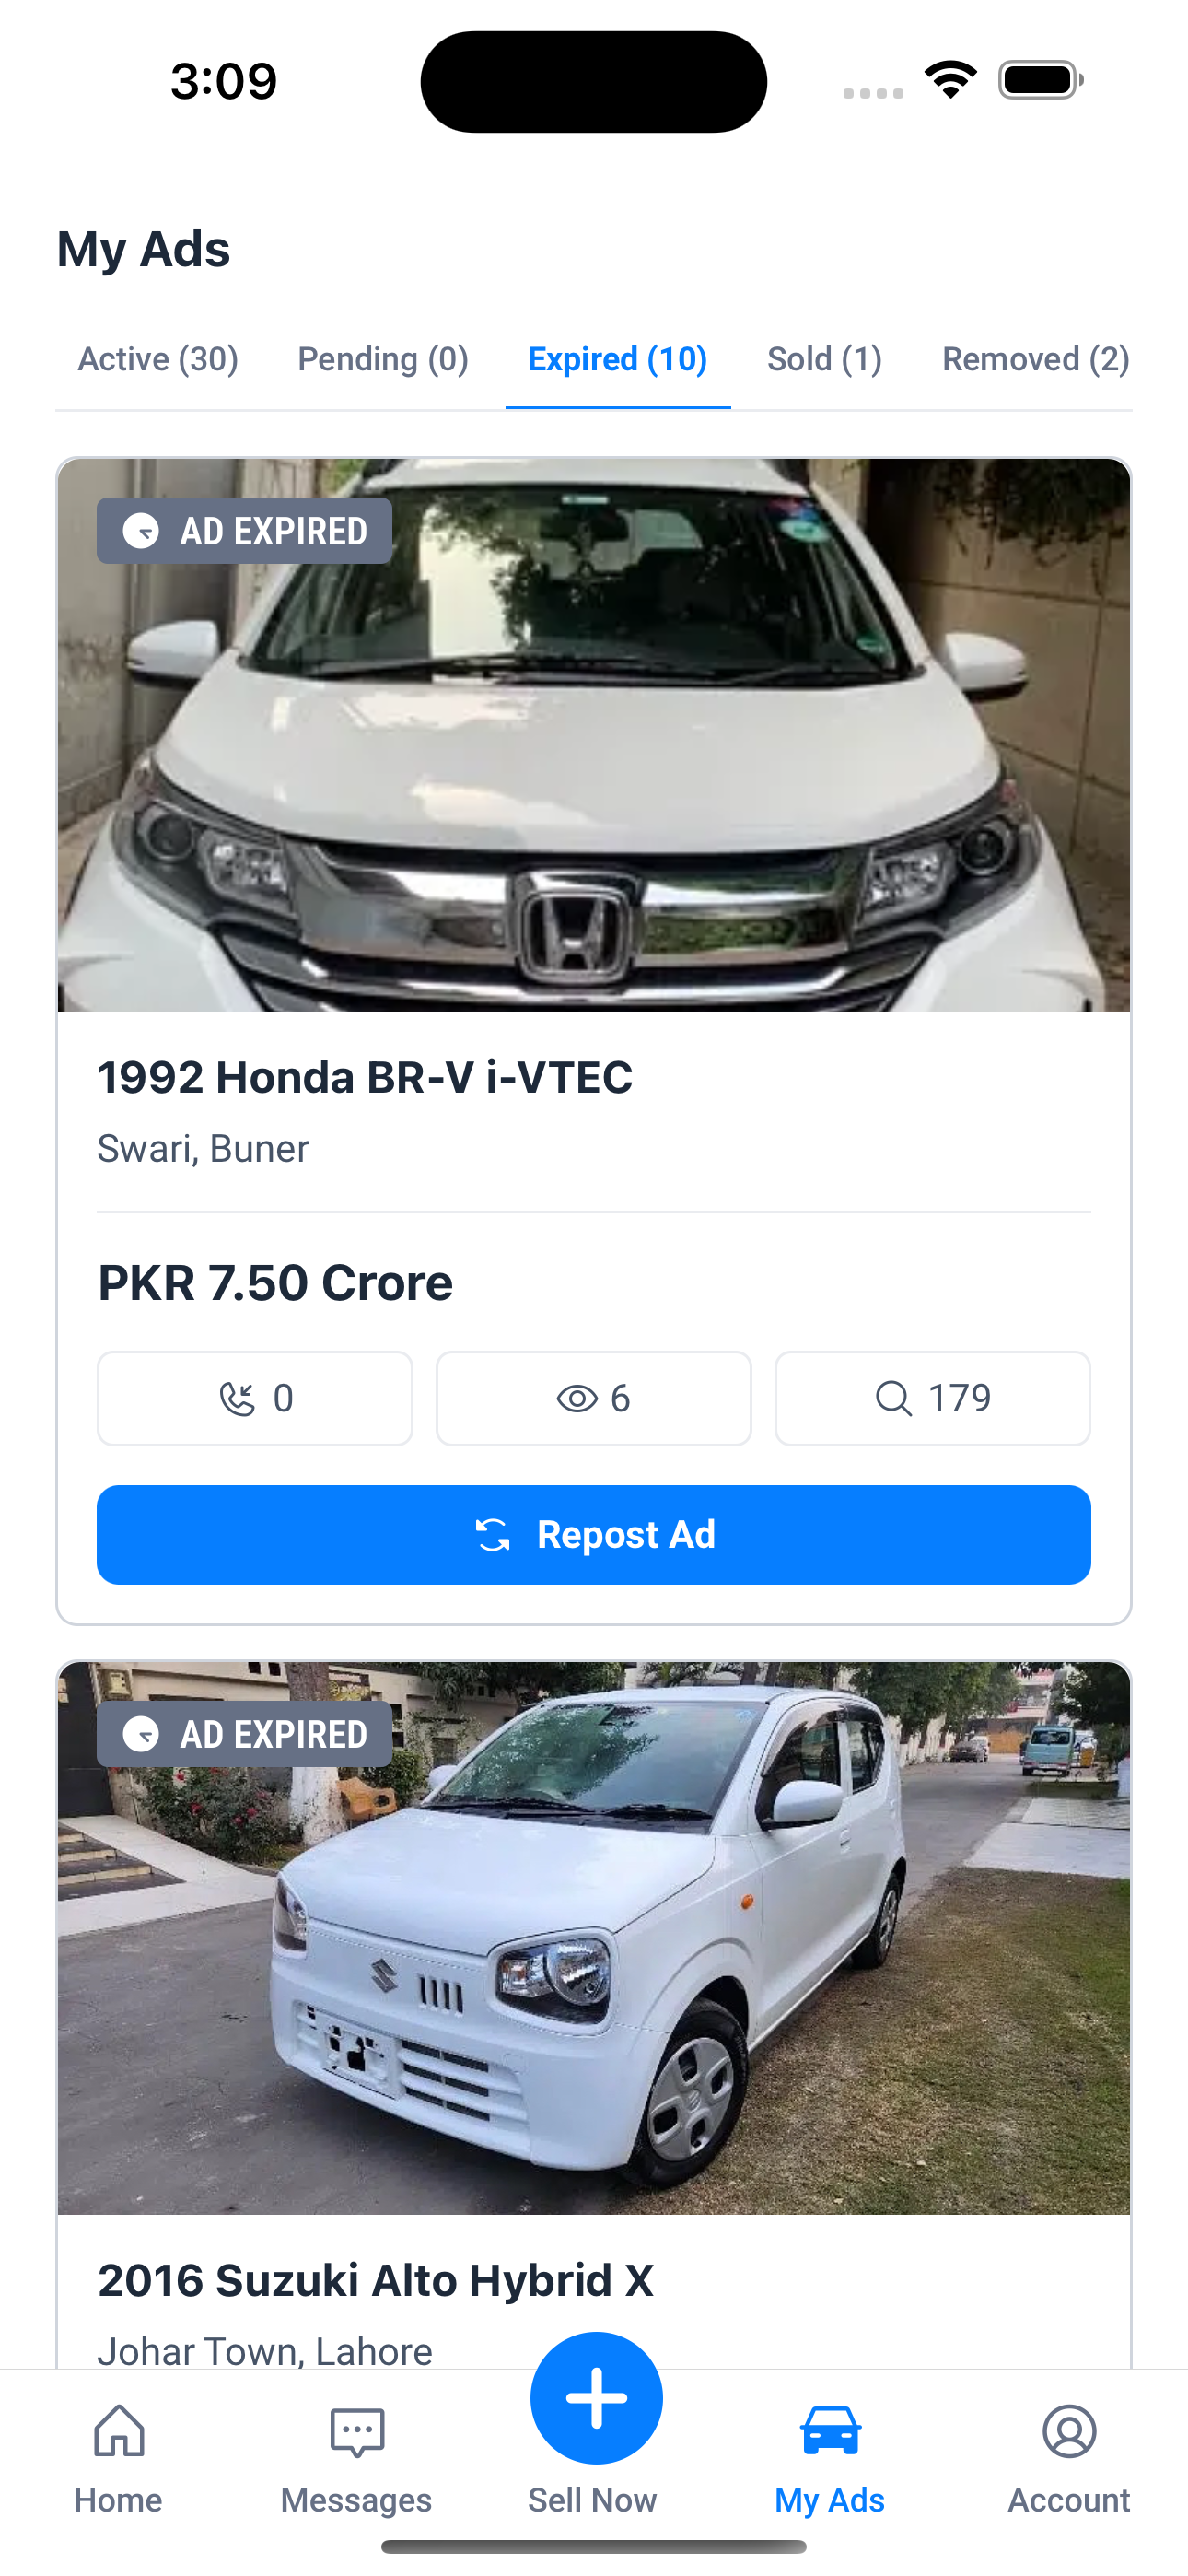 3:09
My Ads
Active (30) Pending (0) Expired (10) Sold (1) Removed (2)
AD EXPIRED
1992 Honda BR-V i-VTEC
Swari, Buner
PKR 7.50 Crore
0 6 179
Repost Ad
AD EXPIRED
2016 Suzuki Alto Hybrid X
Johar Town, Lahore
Home Messages Sell Now My Ads Account